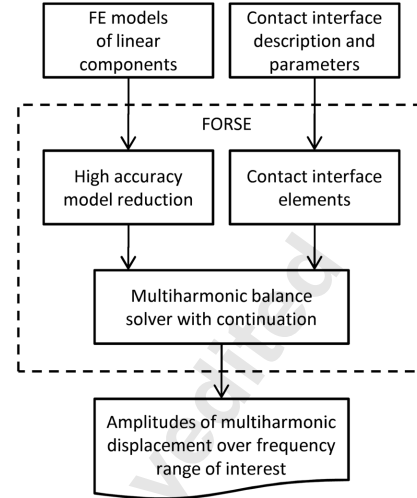 FE models
of linear
components
Contact interface
description and
parameters
FORSE
High accuracy
model reduction
Contact interface
elements
Multiharmonic balance
solver with continuation
Amplitudes of multiharmonic
displacement over frequency
range of interest